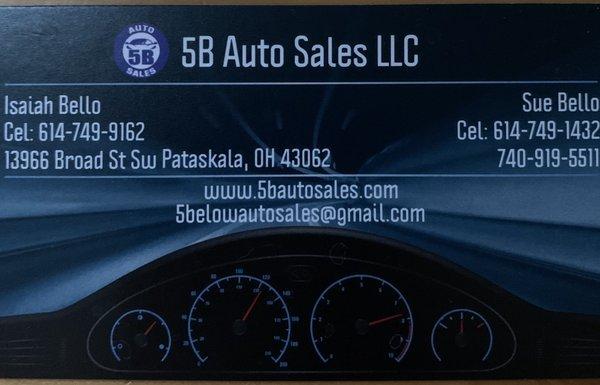 AUTO
5B
SALES
5B Auto Sales LLC
Isaiah Bello
Cel: 614-749-9162
13966 Broad St Sw Pataskala, OH 43062
Sue Bello
Cel: 614-749-1432
740-919-5511
www.5bautosales.com
5belowautosales@gmail.com